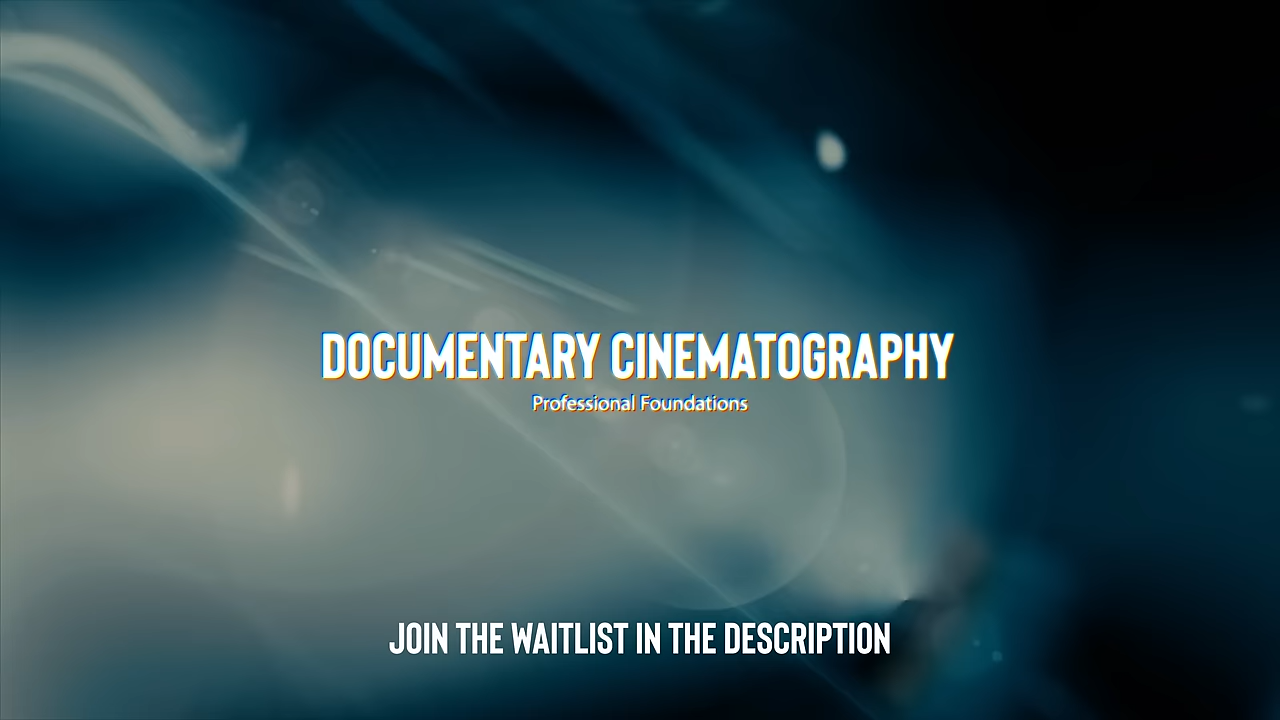 DOCUMENTARY CINEMATOGRAPHY
Professional Foundations
JOIN THE WAITLIST IN THE DESCRIPTION